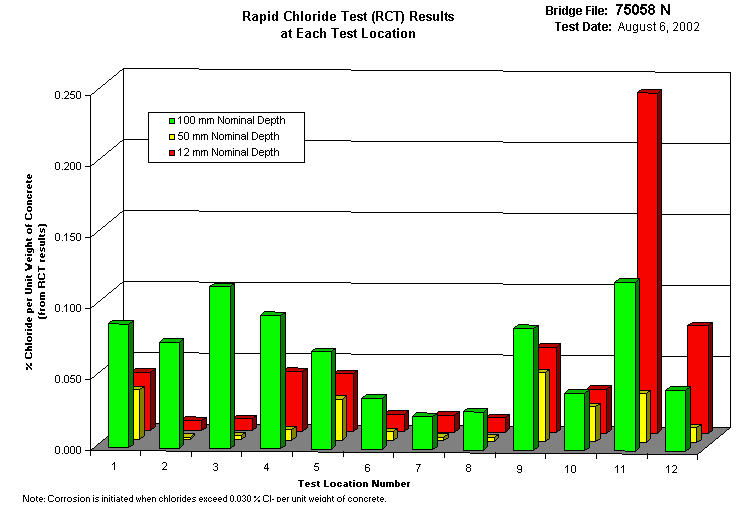 Rapid Chloride Test (RCT) Results
at Each Test Location
Bridge File: 75058 N
Test Date: August 6, 2002
100 mm Nominal Depth
50 mm Nominal Depth
12 mm Nominal Depth
% Chloride per Unit Weight of Concrete
(from RCT results)
0.250
0.200
0.150
0.100
0.050
0.000
1 2 3 4 5 6 7 8 9 10 11 12
Test Location Number
Note: Corrosion is initiated when chlorides exceed 0.030 % Cl- per unit weight of concrete.